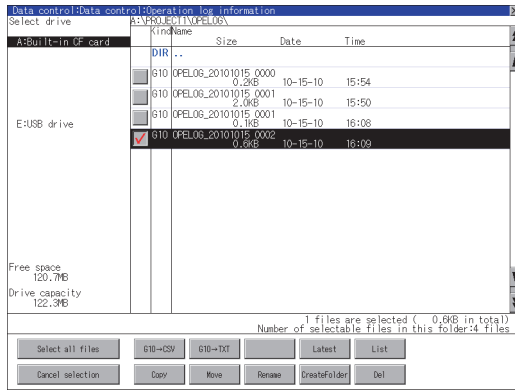 Data control:Data control:Operation log information
Select drive A:\PROJECT1\OPELOG\
Kind Name
Size Date Time
A:Built-in CF card
DIR ..
G10 OPELOG_20101015_0000
0.2KB 10-15-10 15:54
G10 OPELOG_20101015_0001
2.0KB 10-15-10 15:50
G10 OPELOG_20101015_0001
0.1KB 10-15-10 16:08
E:USB drive
G10 OPELOG_20101015_0002
0.6KB 10-15-10 16:09
Free space
120.7MB
Drive capacity
122.3MB
1 files are selected ( 0.6KB in total)
Number of selectable files in this folder:4 files
Select all files G10→CSV G10→TXT Latest List
Cancel selection Copy Move Rename CreateFolder Del